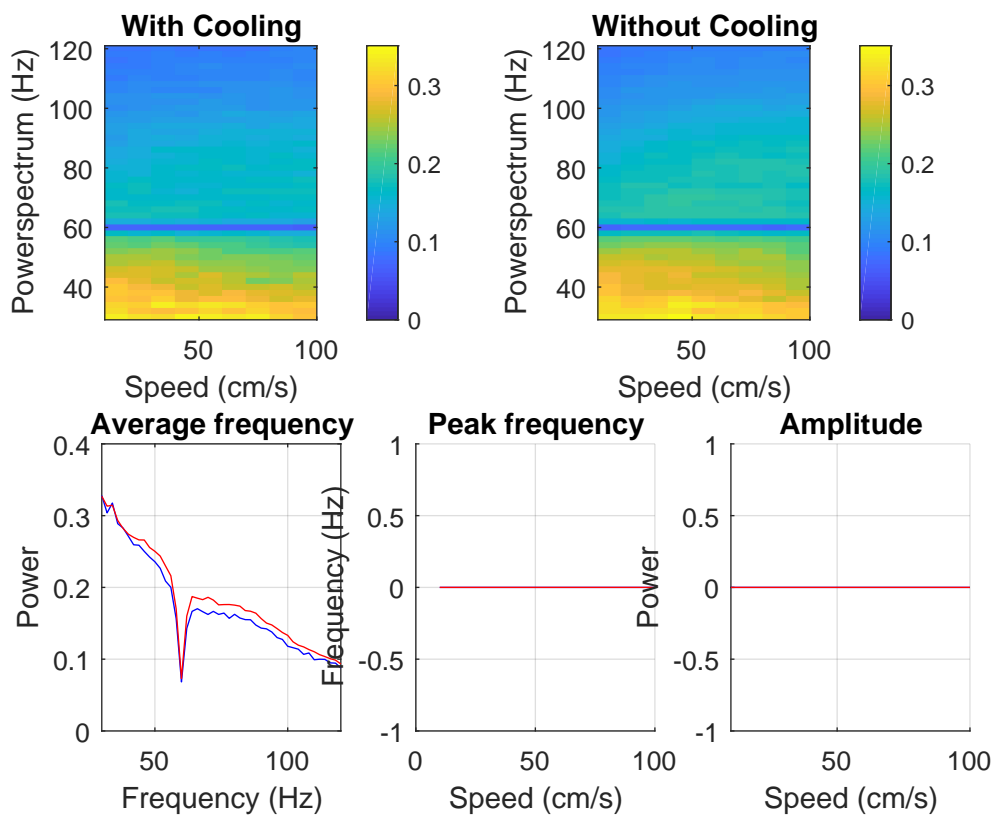 With Cooling
Powerspectrum (Hz)
120
100
80
60
40
50
100
Speed (cm/s)
0.3
0.2
0.1
0
Without Cooling
Powerspectrum (Hz)
120
100
80
60
40
50
100
Speed (cm/s)
0.3
0.2
0.1
0
Average frequency
Power
0.4
0.3
0.2
0.1
0
50
100
Frequency (Hz)
Peak frequency
Frequency (Hz)
1
0.5
0
-0.5
-1
0
50
100
Speed (cm/s)
Amplitude
Power
1
0.5
0
-0.5
-1
50
100
Speed (cm/s)